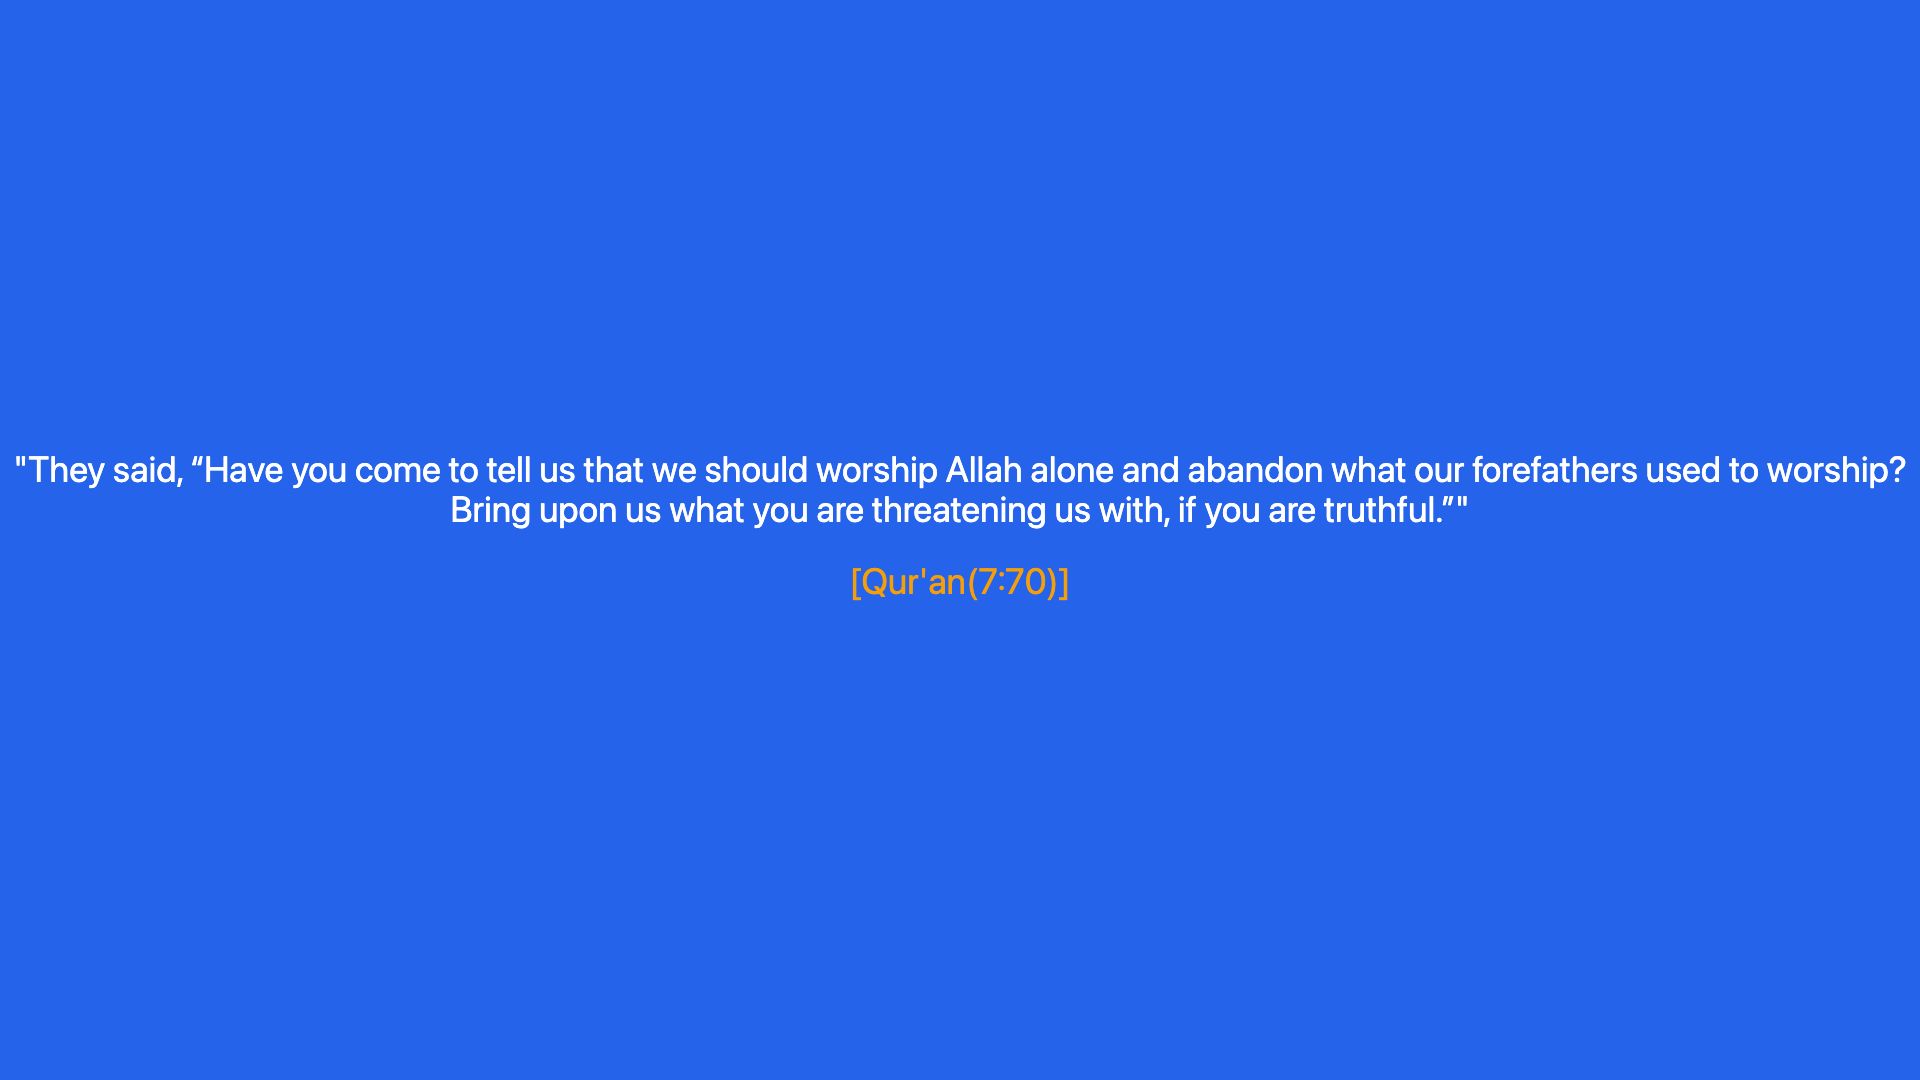 "They said, “Have you come to tell us that we should worship Allah alone and abandon what our forefathers used to worship?
Bring upon us what you are threatening us with, if you are truthful.”"
[Qur'an(7:70)]